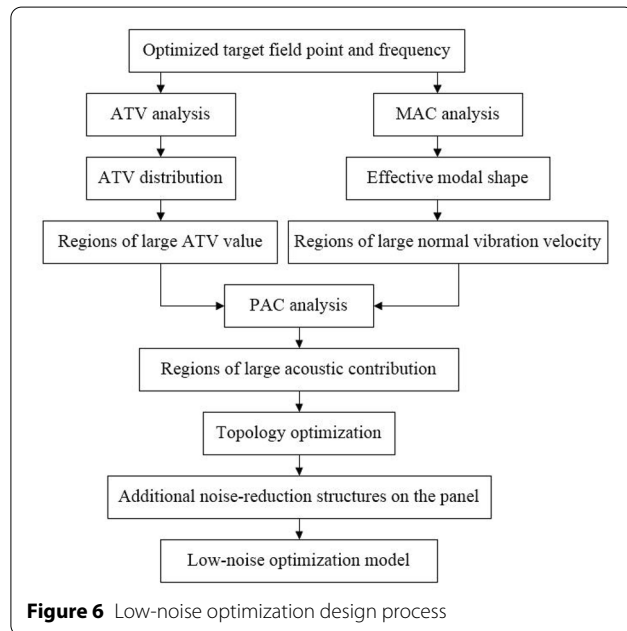 Optimized target field point and frequency
ATV analysis
MAC analysis
ATV distribution
Effective modal shape
Regions of large ATV value
Regions of large normal vibration velocity
PAC analysis
Regions of large acoustic contribution
Topology optimization
Additional noise-reduction structures on the panel
Low-noise optimization model
Figure 6 Low-noise optimization design process